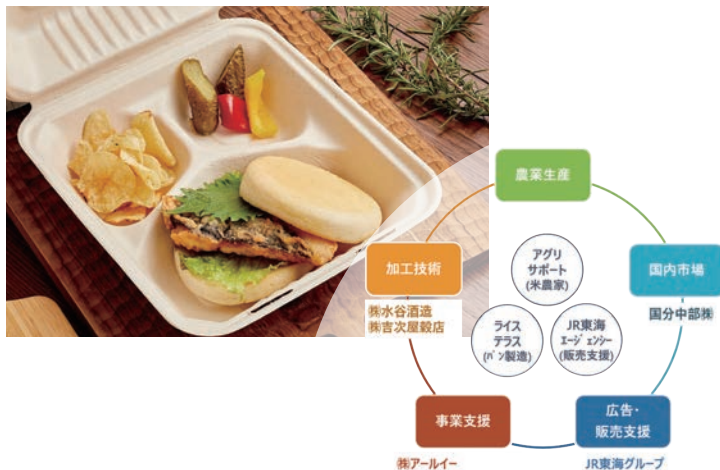 農業生産
加工技術
㈱水谷酒造
㈱吉次屋穀店
アグリ
サポート
(米農家)
国内市場
国分中部㈱
ライス
テラス
(パン製造)
JR東海
エージェンシー
(販売支援)
事業支援
㈱アールイー
広告・
販売支援
JR東海グループ